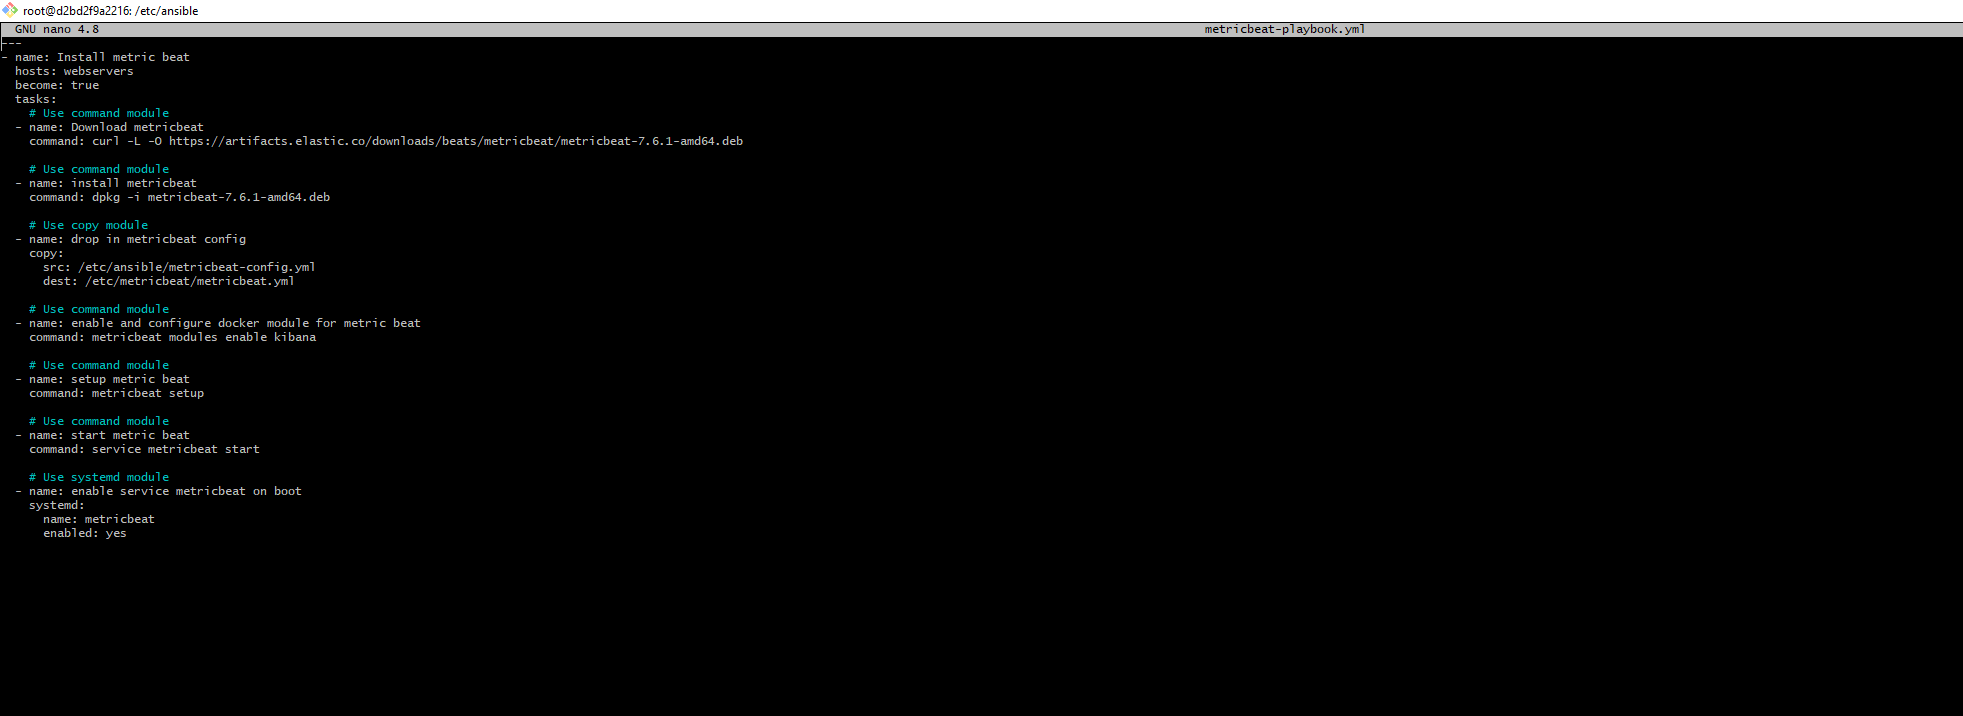 root@d2bd2f9a2216: /etc/ansible
GNU nano 4.8 metricbeat-playbook.yml
---
- name: Install metric beat
  hosts: webservers
  become: true
  tasks:
    # Use command module
  - name: Download metricbeat
    command: curl -L -O https://artifacts.elastic.co/downloads/beats/metricbeat/metricbeat-7.6.1-amd64.deb

    # Use command module
  - name: install metricbeat
    command: dpkg -i metricbeat-7.6.1-amd64.deb

    # Use copy module
  - name: drop in metricbeat config
    copy:
      src: /etc/ansible/metricbeat-config.yml
      dest: /etc/metricbeat/metricbeat.yml

    # Use command module
  - name: enable and configure docker module for metric beat
    command: metricbeat modules enable kibana

    # Use command module
  - name: setup metric beat
    command: metricbeat setup

    # Use command module
  - name: start metric beat
    command: service metricbeat start

    # Use systemd module
  - name: enable service metricbeat on boot
    systemd:
      name: metricbeat
      enabled: yes